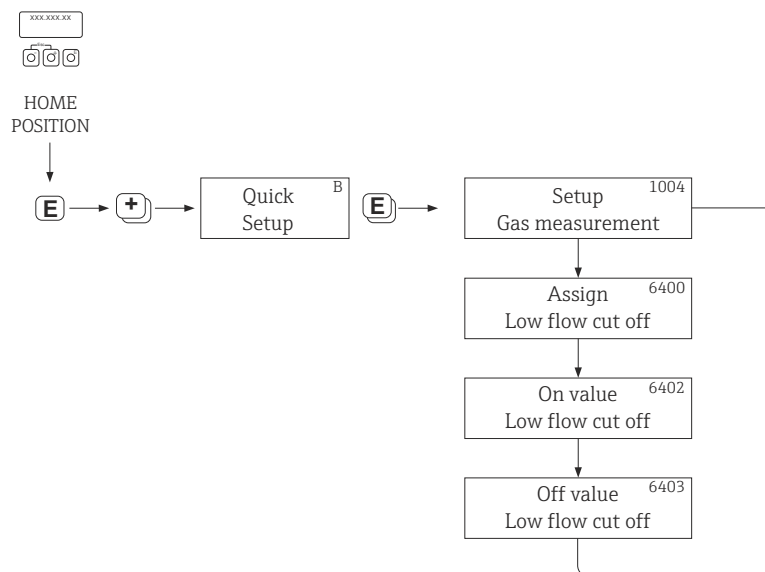 xxx.xxx.xx
Esc
HOME
POSITION
E
+
Quick B
Setup
E
Setup 1004
Gas measurement
Assign 6400
Low flow cut off
On value 6402
Low flow cut off
Off value 6403
Low flow cut off